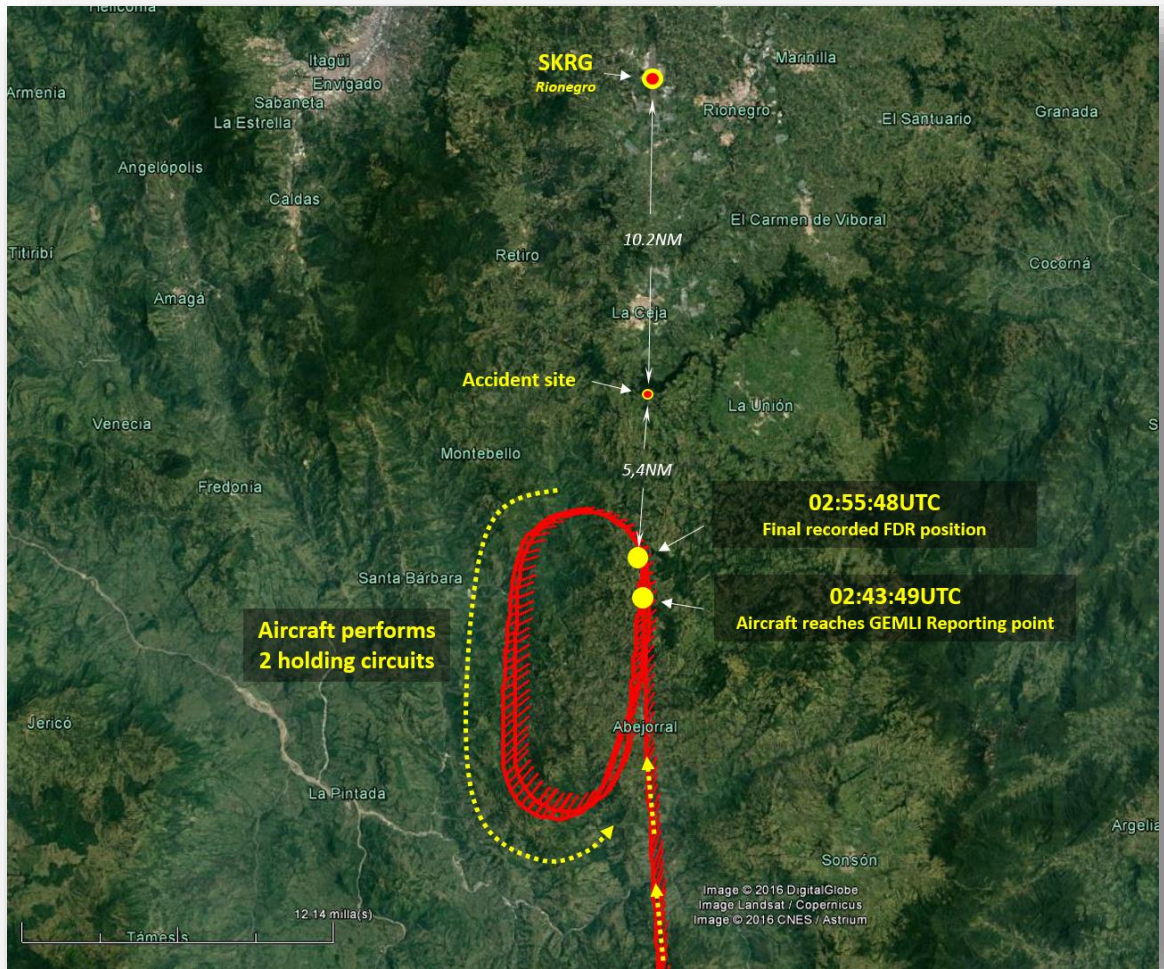 Helicomia
Itagüi
Envigado
Armenia
Sabaneta
La Estrella
SKRG
Rionegro
Marinilla
Rionegro
Granada
El Santuario
Angelópolis
Caldas
El Carmen de Viboral
10.2NM
Titiribí
Retiro
Cocorná
Amagá
La Ceja
Accident site
La Unión
Venecia
Montebello
5,4NM
Fredonia
02:55:48UTC
Final recorded FDR position
Santa Bárbara
02:43:49UTC
Aircraft reaches GEMLI Reporting point
Aircraft performs
2 holding circuits
Jericó
Abejorral
La Pintada
Argelia
Sonsón
Image © 2016 DigitalGlobe
Image Landsat / Copernicus
Image © 2016 CNES / Astrium
12.14 milla(s)
Támesis